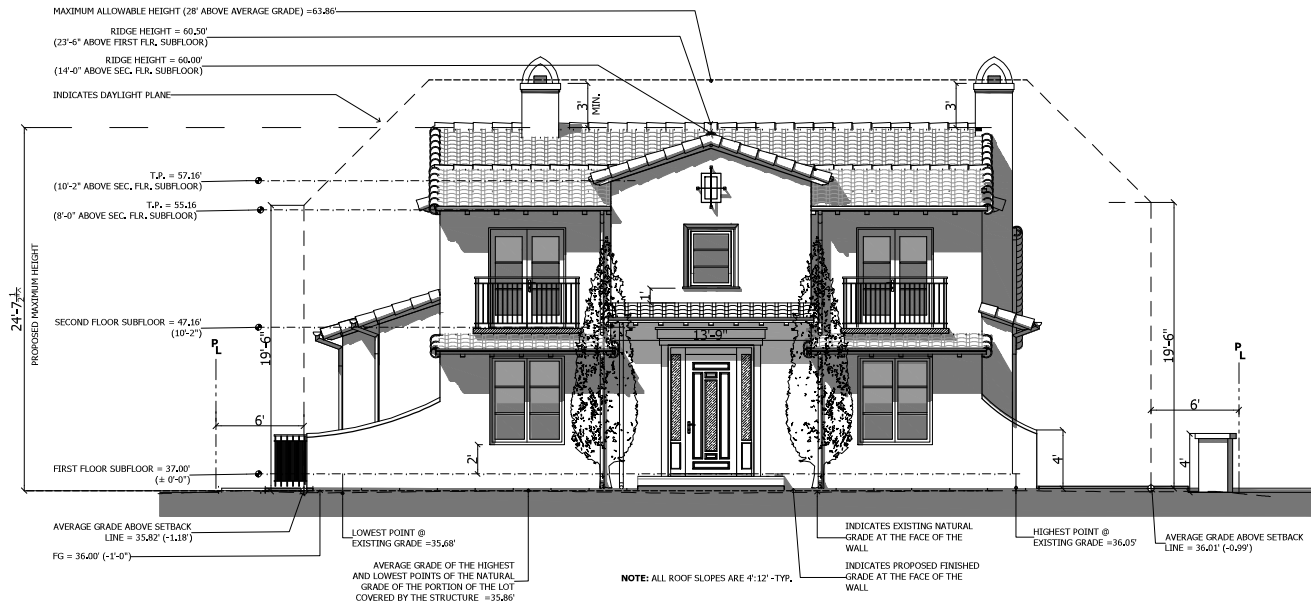 MAXIMUM ALLOWABLE HEIGHT (28' ABOVE AVERAGE GRADE) =63.86'
RIDGE HEIGHT = 60.50'
(23'-6" ABOVE FIRST FLR. SUBFLOOR)
RIDGE HEIGHT = 60.00'
(14'-0" ABOVE SEC. FLR. SUBFLOOR)
INDICATES DAYLIGHT PLANE
3'
MIN.
3'
T.P. = 57.16'
(10'-2" ABOVE SEC. FLR. SUBFLOOR)
T.P. = 55.16
(8'-0" ABOVE SEC. FLR. SUBFLOOR)
24'-7 1/2"
PROPOSED MAXIMUM HEIGHT
1'
SECOND FLOOR SUBFLOOR = 47.16'
(10'-2")
13'-9"
PL
19'-6"
19'-6"
PL
6'
6'
2'
4'
4'
FIRST FLOOR SUBFLOOR = 37.00'
(± 0'-0")
AVERAGE GRADE ABOVE SETBACK
LINE = 35.82' (-1.18')
FG = 36.00' (-1'-0")
LOWEST POINT @
EXISTING GRADE =35.68'
AVERAGE GRADE OF THE HIGHEST
AND LOWEST POINTS OF THE NATURAL
GRADE OF THE PORTION OF THE LOT
COVERED BY THE STRUCTURE =35.86'
NOTE: ALL ROOF SLOPES ARE 4':12' -TYP.
INDICATES EXISTING NATURAL
GRADE AT THE FACE OF THE
WALL
INDICATES PROPOSED FINISHED
GRADE AT THE FACE OF THE
WALL
HIGHEST POINT @
EXISTING GRADE =36.05'
AVERAGE GRADE ABOVE SETBACK
LINE = 36.01' (-0.99')